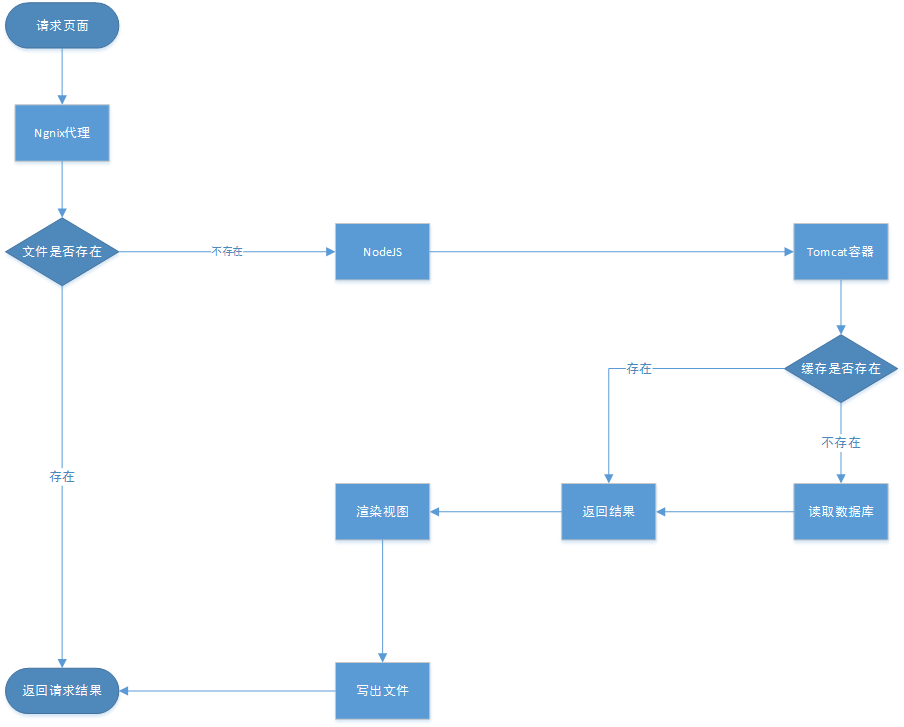 请求页面
Ngnix代理
文件是否存在
不存在
NodeJS
Tomcat容器
缓存是否存在
存在
不存在
存在
渲染视图
返回结果
读取数据库
返回请求结果
写出文件